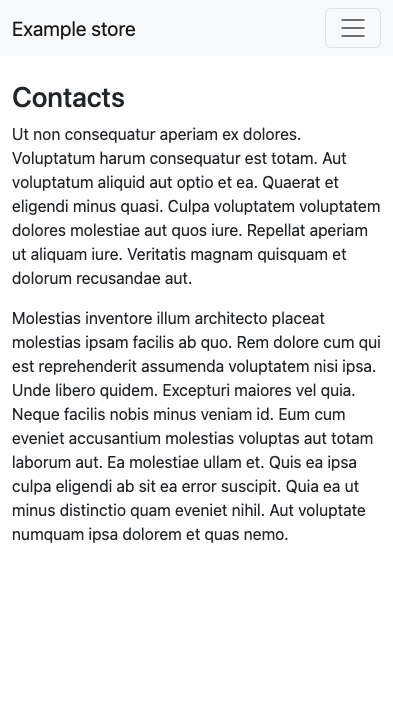 Example store
Contacts
Ut non consequatur aperiam ex dolores.
Voluptatum harum consequatur est totam. Aut
voluptatum aliquid aut optio et ea. Quaerat et
eligendi minus quasi. Culpa voluptatem voluptatem
dolores molestiae aut quos iure. Repellat aperiam
ut aliquam iure. Veritatis magnam quisquam et
dolorum recusandae aut.
Molestias inventore illum architecto placeat
molestias ipsam facilis ab quo. Rem dolore cum qui
est reprehenderit assumenda voluptatem nisi ipsa.
Unde libero quidem. Excepturi maiores vel quia.
Neque facilis nobis minus veniam id. Eum cum
eveniet accusantium molestias voluptas aut totam
laborum aut. Ea molestiae ullam et. Quis ea ipsa
culpa eligendi ab sit ea error suscipit. Quia ea ut
minus distinctio quam eveniet nihil. Aut voluptate
numquam ipsa dolorem et quas nemo.